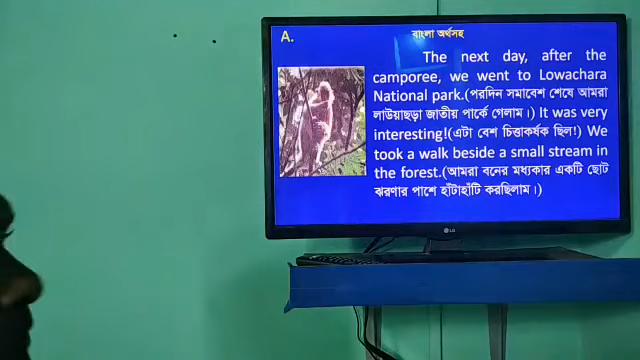 A.
বাংলা অর্থসহ
The next day, after the
camporee, we went to Lowachara
National park.(পরদিন সমাবেশ শেষে আমরা
লাউয়াছড়া জাতীয় পার্কে গেলাম।) It was very
interesting!(এটা বেশ চিত্তাকর্ষক ছিল!) We
took a walk beside a small stream in
the forest.(আমরা বনের মধ্যকার একটি ছোট
ঝরণার পাশে হাঁটাহাঁটি করছিলাম।)
LG